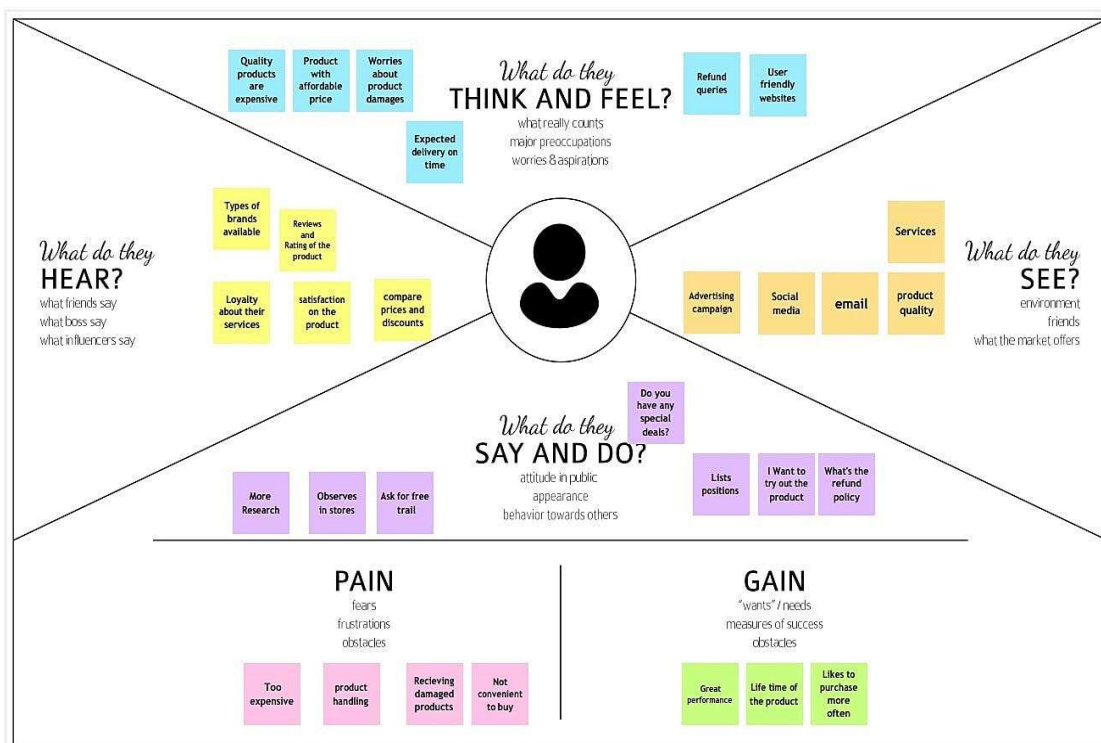 Quality
products
are
expensive
Product
with
affordable
price
Worries
about
product
damages
Expected
delivery on
time
What do they
THINK AND FEEL?
what really counts
major preoccupations
worries & aspirations
Refund
queries
User
friendly
websites
What do they
HEAR?
what friends say
what boss say
what influencers say
Types of
brands
available
Reviews
and
Rating of the
product
Loyalty
about their
services
satisfaction
on the
product
compare
prices and
discounts
Services
Advertising
campaign
Social
media
email
product
quality
What do they
SEE?
environment
friends
what the market offers
What do they
SAY AND DO?
attitude in public
appearance
behavior towards others
More
Research
Observes
in stores
Ask for free
trail
Do you
have any
special
deals?
Lists
positions
I Want to
try out the
product
What's the
refund
policy
PAIN
fears
frustrations
obstacles
Too
expensive
product
handling
Recieving
damaged
products
Not
convenient
to buy
GAIN
"wants" / needs
measures of success
obstacles
Great
performance
Life time of
the product
Likes to
purchase
more
often